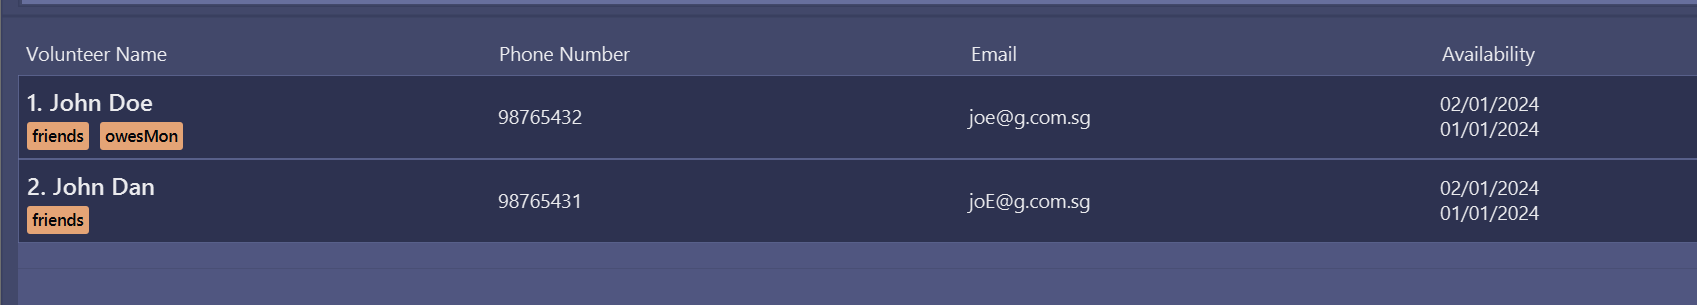 Volunteer Name Phone Number Email Availability
1. John Doe
friends owesMon
98765432
joe@g.com.sg
02/01/2024
01/01/2024
2. John Dan
friends
98765431
joE@g.com.sg
02/01/2024
01/01/2024